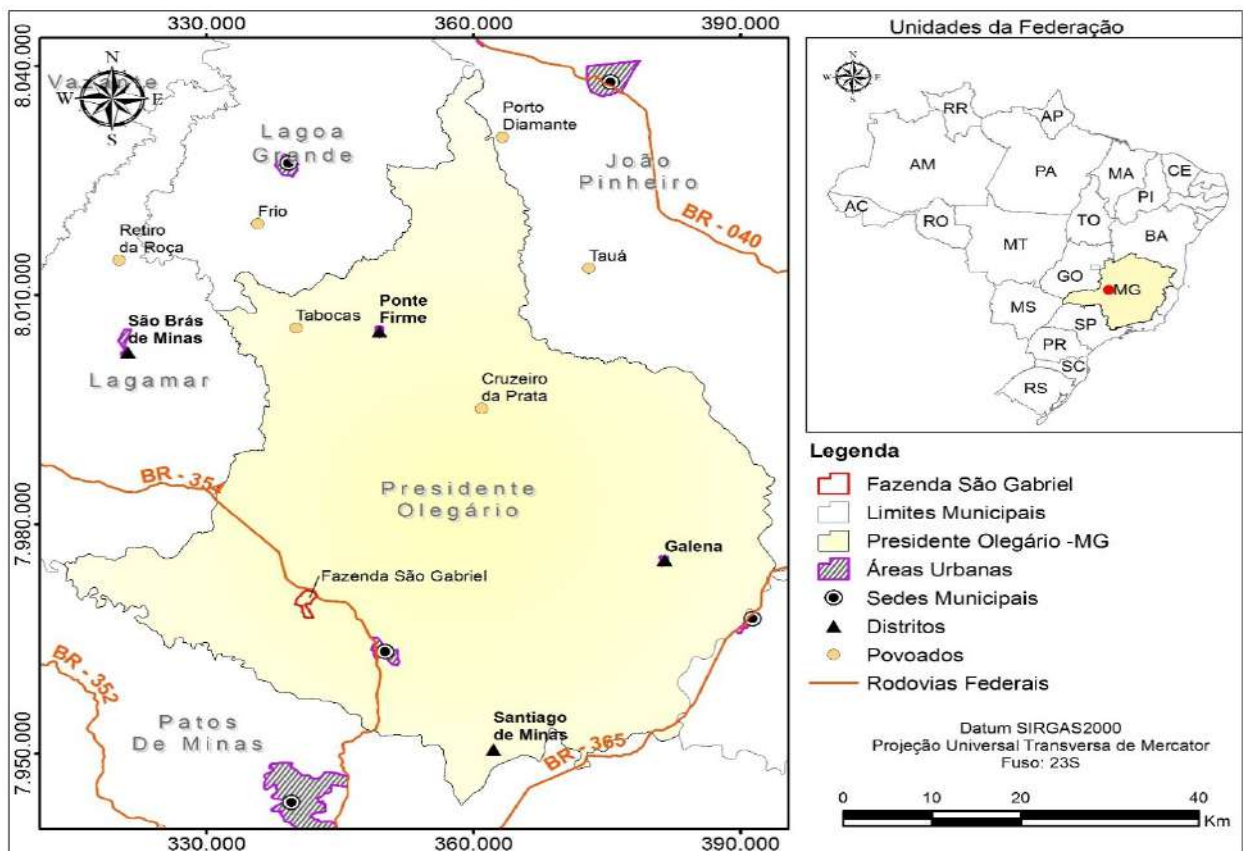 330.000
360.000
390.000
8.040.000
8.010.000
7.980.000
7.950.000
N
W
E
S
Vazante
Lagoa
Grande
Porto
Diamante
João
Pinheiro
BR - 040
Frio
Retiro
da Roça
Tauá
Tabocas
Ponte
Firme
São Brás
de Minas
Lagamar
Cruzeiro
da Prata
BR - 354
Presidente
Olegário
Galena
Fazenda São Gabriel
BR - 352
Patos
De Minas
Santiago
de Minas
BR - 365
330.000
360.000
390.000
Unidades da Federação
N
W
E
S
RR
AP
AM
PA
MA
CE
PI
AC
RO
TO
BA
MT
GO
MG
MS
SP
PR
SC
RS
Legenda
Fazenda São Gabriel
Limites Municipais
Presidente Olegário -MG
Áreas Urbanas
Sedes Municipais
Distritos
Povoados
Rodovias Federais
Datum SIRGAS2000
Projeção Universal Transversa de Mercator
Fuso: 23S
0
10
20
40
Km